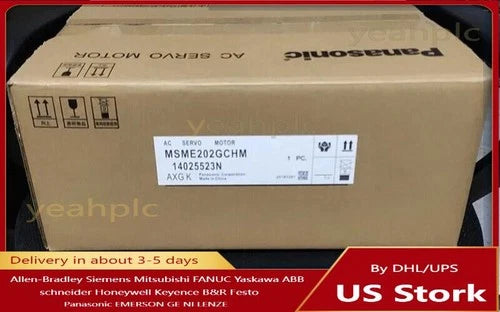 yeahplc
Panasonic
AC SERVO MOTOR
yeahplc
AC SERVO MOTOR
MSME202GCHM
1 PC.
14025523N
AXGK
Panasonic Corporation
Made in China
yeahplc
Delivery in about 3-5 days
Allen-Bradley Siemens Mitsubishi FANUC Yaskawa ABB
schneider Honeywell Keyence B&R Festo
Panasonic EMERSON GE NI LENZE
By DHL/UPS
US Stork